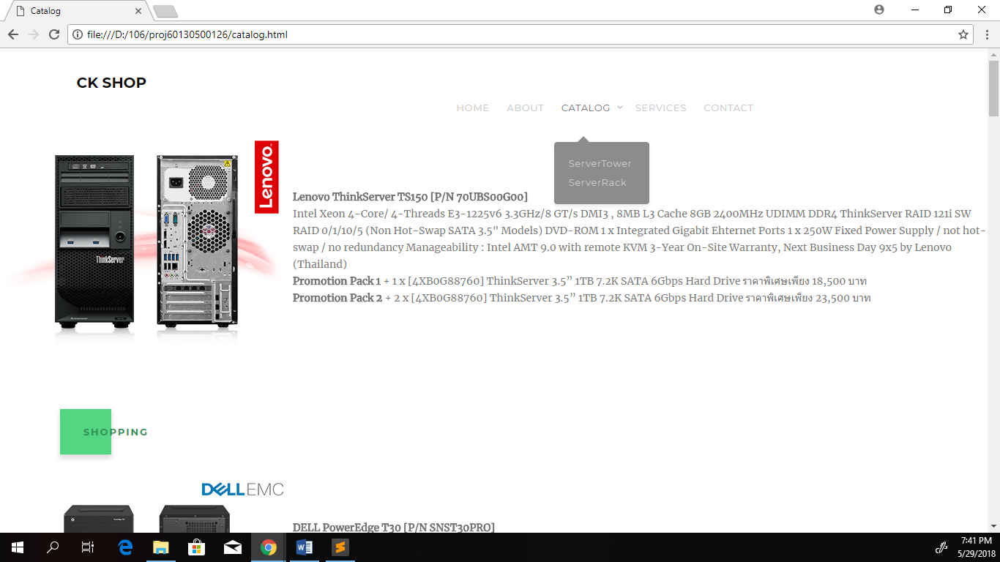 Catalog
file:///D:/106/proj60130500126/catalog.html
CK SHOP
HOME ABOUT CATALOG SERVICES CONTACT
ServerTower
ServerRack
Lenovo
ThinkServer
Lenovo ThinkServer TS150 [P/N 70UBS00G00]
Intel Xeon 4-Core/ 4-Threads E3-1225v6 3.3GHz/8 GT/s DMI3 , 8MB L3 Cache 8GB 2400MHz UDIMM DDR4 ThinkServer RAID 121i SW
RAID 0/1/10/5 (Non Hot-Swap SATA 3.5" Models) DVD-ROM 1 x Integrated Gigabit Ehternet Ports 1 x 250W Fixed Power Supply / not hot-
swap / no redundancy Manageability : Intel AMT 9.0 with remote KVM 3-Year On-Site Warranty, Next Business Day 9x5 by Lenovo
(Thailand)
Promotion Pack 1 + 1 x [4XB0G88760] ThinkServer 3.5” 1TB 7.2K SATA 6Gbps Hard Drive ราคาพิเศษเพียง 18,500 บาท
Promotion Pack 2 + 2 x [4XB0G88760] ThinkServer 3.5” 1TB 7.2K SATA 6Gbps Hard Drive ราคาพิเศษเพียง 23,500 บาท
SHOPPING
DELLEMC
DELL PowerEdge T30 [P/N SNST30PRO]
7:41 PM
5/29/2018